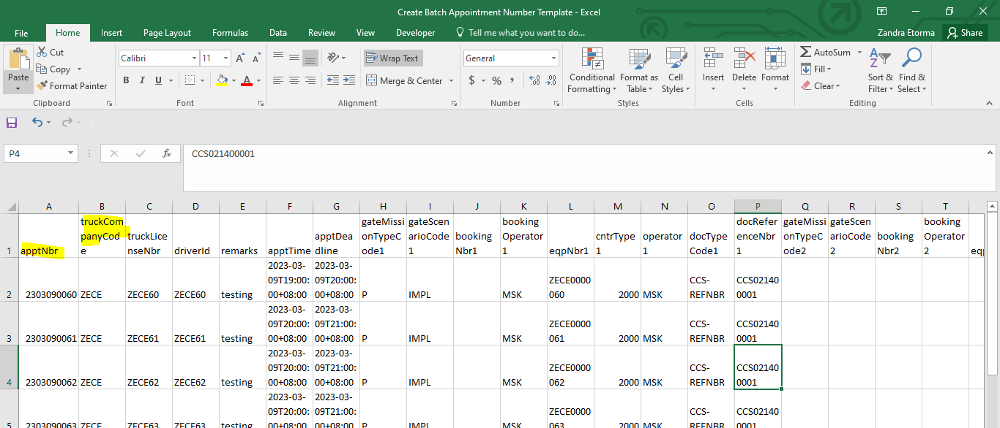 Create Batch Appointment Number Template - Excel
File Home Insert Page Layout Formulas Data Review View Developer Tell me what you want to do... Zandra Etorma Share
Paste
Cut
Copy
Format Painter
Clipboard
Calibri 11
B I U A
Font
Wrap Text
Merge & Center
Alignment
General
$ % ,
Number
Conditional Formatting
Format as Table
Cell Styles
Styles
Insert Delete Format
Cells
AutoSum
Fill
Clear
Sort & Filter
Find & Select
Editing
P4 fx CCS021400001
A B C D E F G H I J K L M N O P Q R S T
1 apptNbr truckCompanyCode truckLicenseNbr driverId remarks apptTime apptDeadline gateMissionTypeCode1 gateScenarioCode1 bookingNbr1 bookingOperator1 eqpNbr1 cntrType1 operator1 docTypeCode1 docReferenceNbr1 gateMissionTypeCode2 gateScenarioCode2 bookingNbr2 bookingOperator2 eqp
2 2303090060 ZECE ZECE60 ZECE60 testing 2023-03-09T19:00:00+08:00 2023-03-09T20:00:00+08:00 P IMPL MSK ZECE0000060 2000 MSK CCS-REFNBR CCS021400001
3 2303090061 ZECE ZECE61 ZECE61 testing 2023-03-09T20:00:00+08:00 2023-03-09T21:00:00+08:00 P IMPL MSK ZECE0000061 2000 MSK CCS-REFNBR CCS021400001
4 2303090062 ZECE ZECE62 ZECE62 testing 2023-03-09T20:00:00+08:00 2023-03-09T21:00:00+08:00 P IMPL MSK ZECE0000062 2000 MSK CCS-REFNBR CCS021400001
5 2303090063 ZECE ZECE63 ZECE63 testing 2023-03-09T20:00:00+08:00 2023-03-09T21:00:00+08:00 P IMPL MSK ZECE0000063 2000 MSK CCS-REFNBR CCS021400001